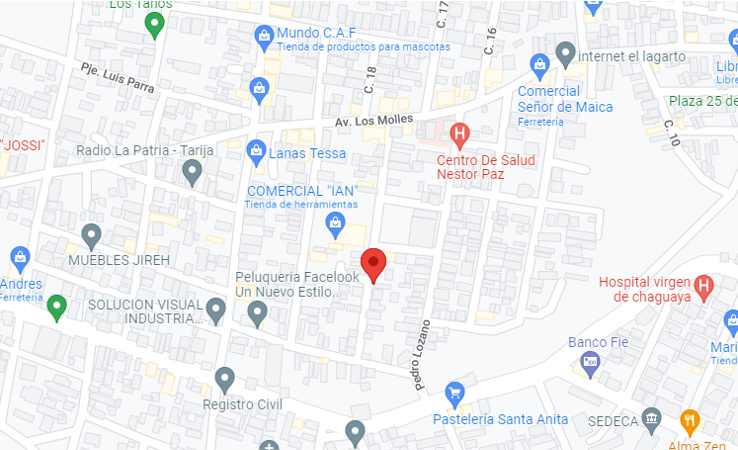 Los Tanos
Mundo C.A.F
Tienda de productos para mascotas
C. 17
C. 16
internet el lagarto
Libr
Libre
Pje. Luis Parra
C. 18
Comercial
Señor de Maica
Ferretería
Plaza 25 de
Av. Los Molles
C. 10
"JOSSI"
Radio La Patria - Tarija
Lanas Tessa
Centro De Salud
Nestor Paz
COMERCIAL "IAN"
Tienda de herramientas
MUEBLES JIREH
Andres
Ferretería
Peluqueria Facelook
Un Nuevo Estilo..
Hospital virgen
de chaguaya
SOLUCION VISUAL
INDUSTRIA...
Pedro Lozano
Banco Fie
Mari
Tienda
Registro Civil
Pastelería Santa Anita
SEDECA
Alma Zen